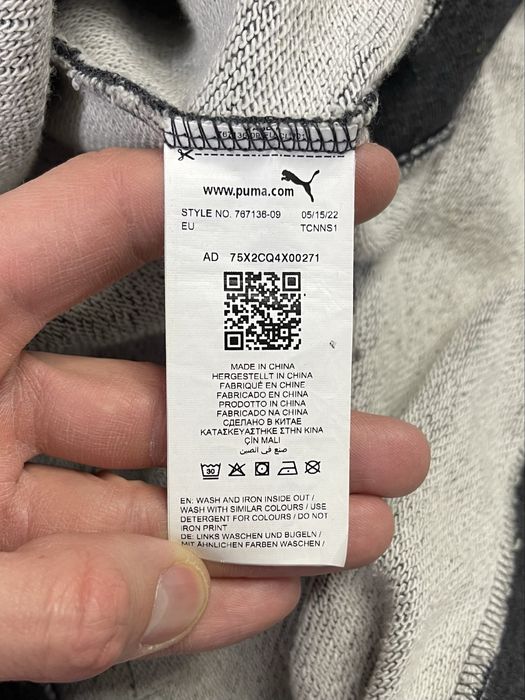 www.puma.com
STYLE NO. 767136-09 05/15/22
EU TCNNS1
AD 75X2CQ4X00271
MADE IN CHINA
HERGESTELLT IN CHINA
FABRIQUÉ EN CHINE
FABRICADO EN CHINA
PRODOTTO IN CHINA
FABRICADO NA CHINA
СДЕЛАНО В КИТАЕ
ΚΑΤΑΣΚΕΥΑΣΤΗΚΕ ΣΤΗΝ ΚΙΝΑ
ÇİN MALI
صنع في الصين
30
EN: WASH AND IRON INSIDE OUT /
WASH WITH SIMILAR COLOURS / USE
DETERGENT FOR COLOURS / DO NOT
IRON PRINT
DE: LINKS WASCHEN UND BUGELN /
MIT ÄHNLICHEN FARBEN WASCHEN /